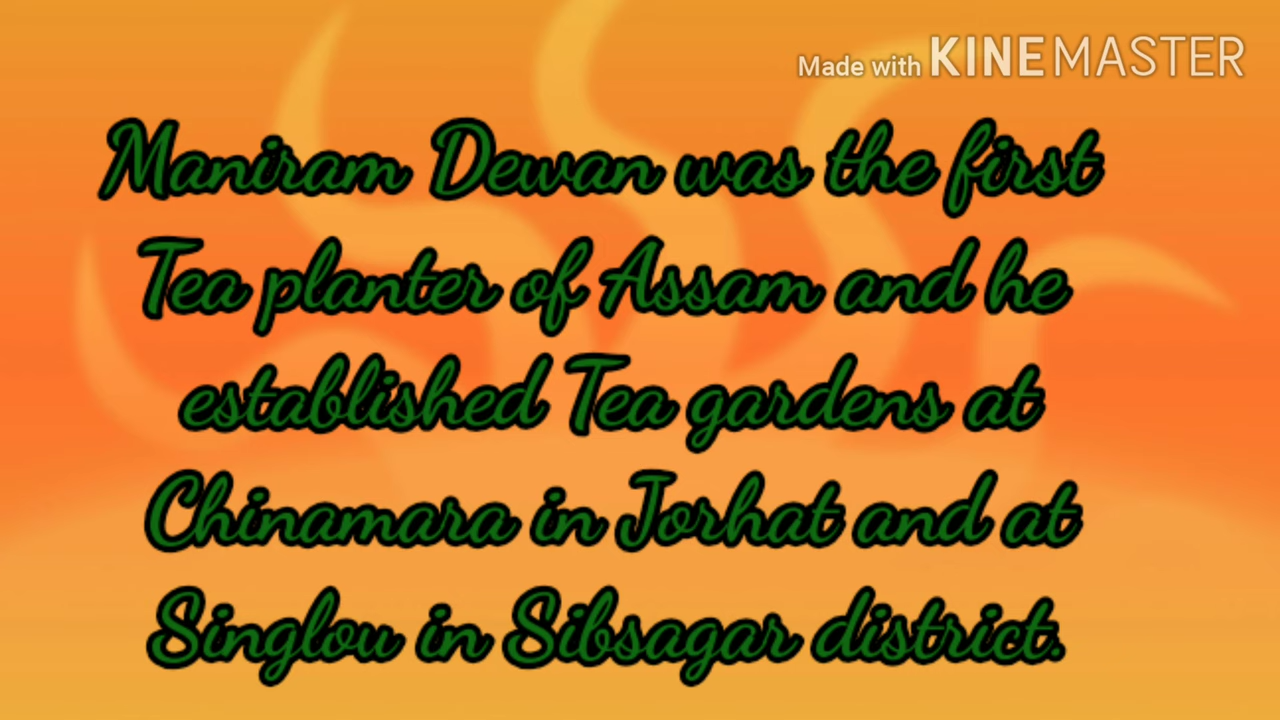 Made with KINEMASTER
Maniram Dewan was the first
Tea planter of Assam and he
established Tea gardens at
Chinamara in Jorhat and at
Singlou in Sibsagar district.